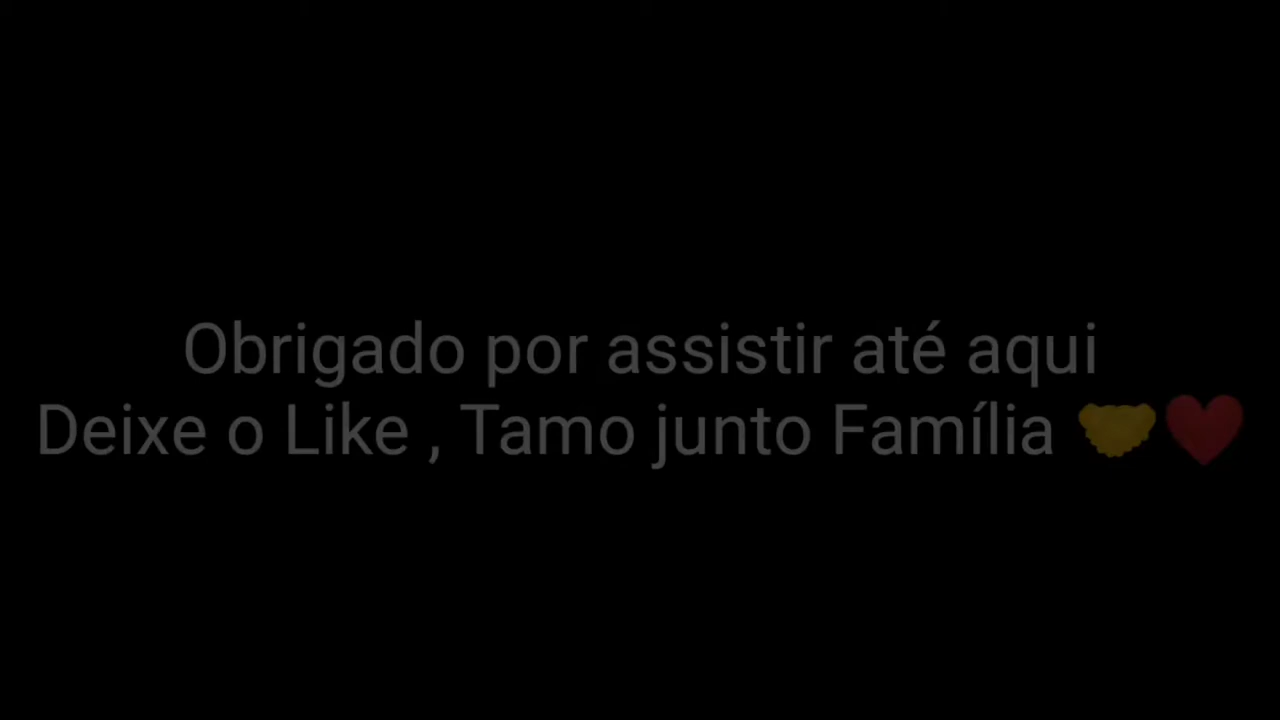 Obrigado por assistir até aqui
Deixe o Like , Tamo junto Família 🤝❤️